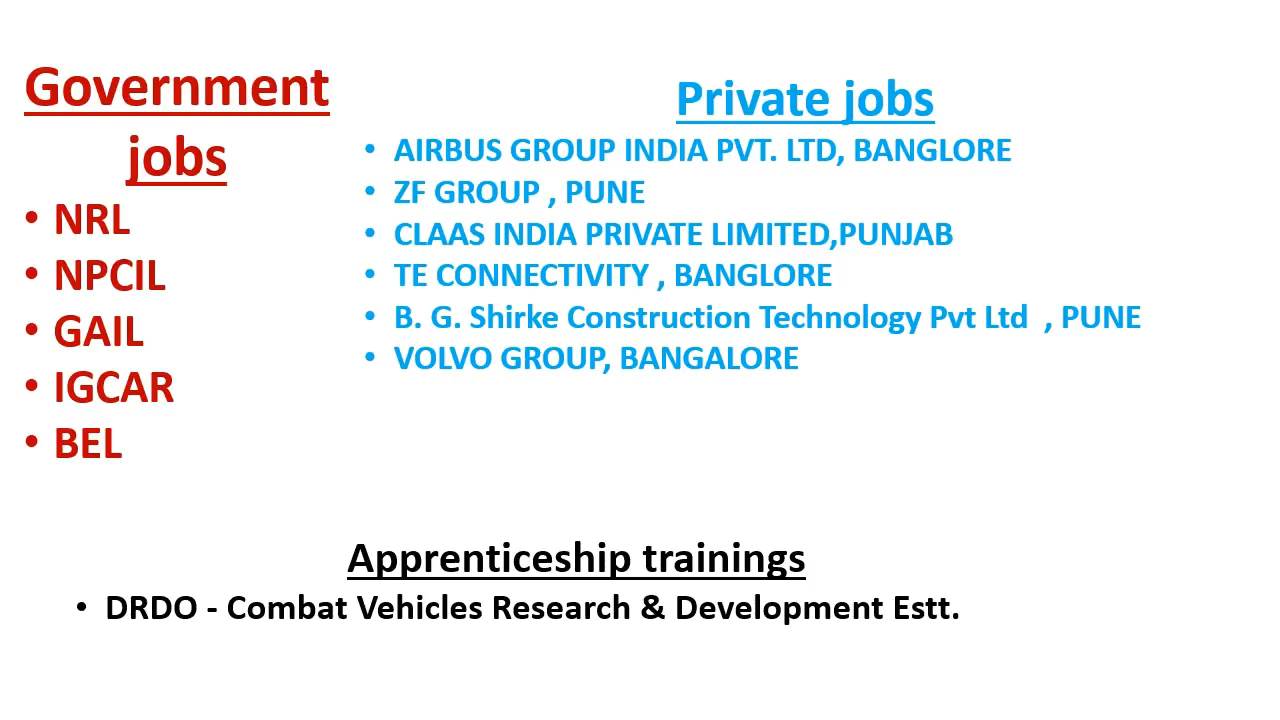 Government
jobs
• NRL
• NPCIL
• GAIL
• IGCAR
• BEL
Private jobs
• AIRBUS GROUP INDIA PVT. LTD, BANGLORE
• ZF GROUP , PUNE
• CLAAS INDIA PRIVATE LIMITED,PUNJAB
• TE CONNECTIVITY , BANGLORE
• B. G. Shirke Construction Technology Pvt Ltd , PUNE
• VOLVO GROUP, BANGALORE
Apprenticeship trainings
• DRDO - Combat Vehicles Research & Development Estt.